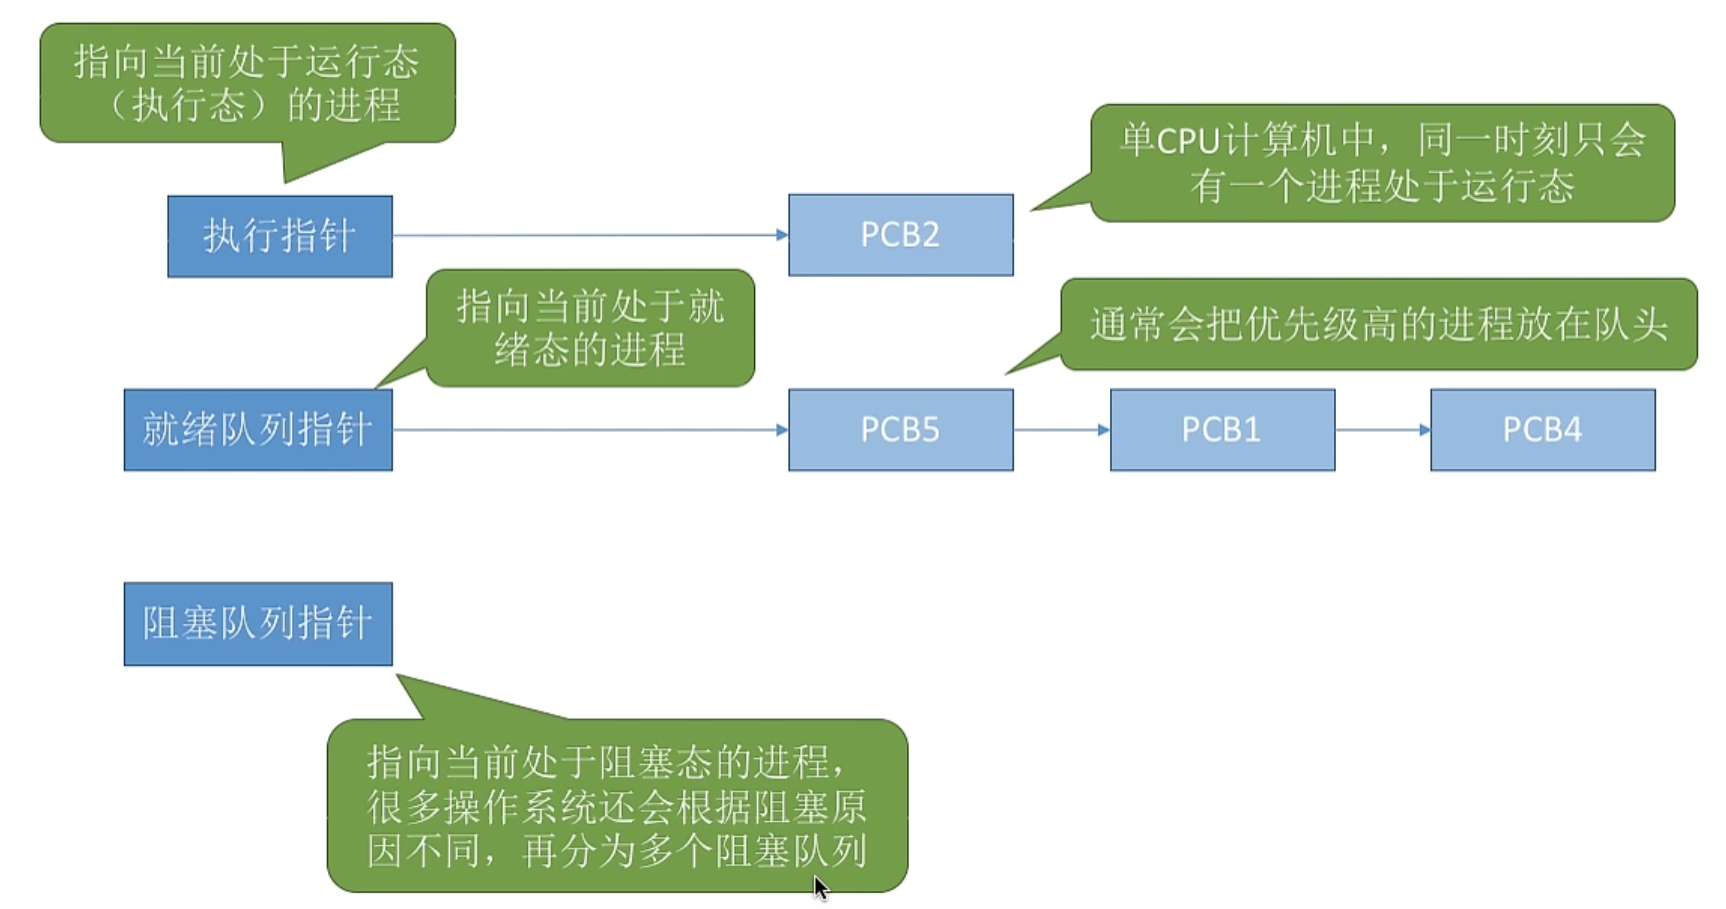 指向当前处于运行态
（执行态）的进程
单CPU计算机中，同一时刻只会
有一个进程处于运行态
执行指针
PCB2
指向当前处于就
绪态的进程
通常会把优先级高的进程放在队头
就绪队列指针
PCB5
PCB1
PCB4
阻塞队列指针
指向当前处于阻塞态的进程，
很多操作系统还会根据阻塞原
因不同，再分为多个阻塞队列